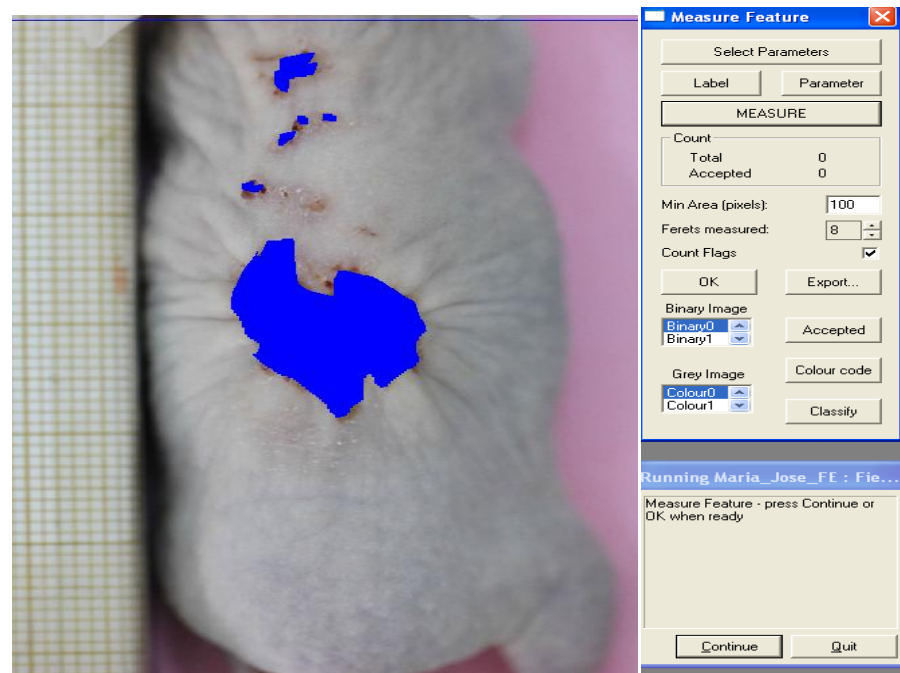 Measure Feature
Select Parameters
Label Parameter
MEASURE
Count
Total 0
Accepted 0
Min Area (pixels): 100
Ferets measured: 8
Count Flags
OK Export...
Binary Image
Binary0
Binary1
Accepted
Grey Image
Colour0
Colour1
Colour code
Classify
Running Maria_Jose_FE : Fie...
Measure Feature - press Continue or
OK when ready
Continue Quit